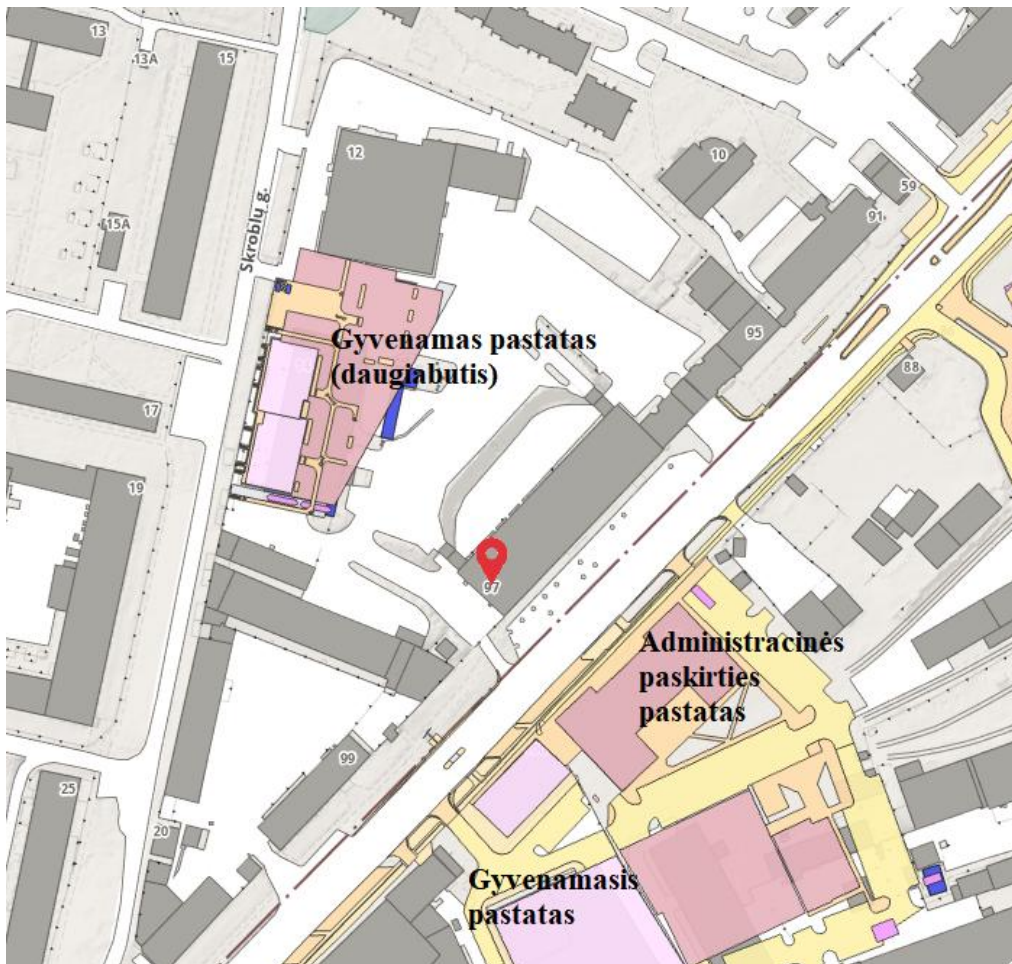 13
13A
15
12
10
59
91
15A
Skroblų g.
95
Gyvenamas pastatas
(daugiabutis)
88
17
19
97
Administracinės
paskirties
pastatas
99
25
20
Gyvenamasis
pastatas